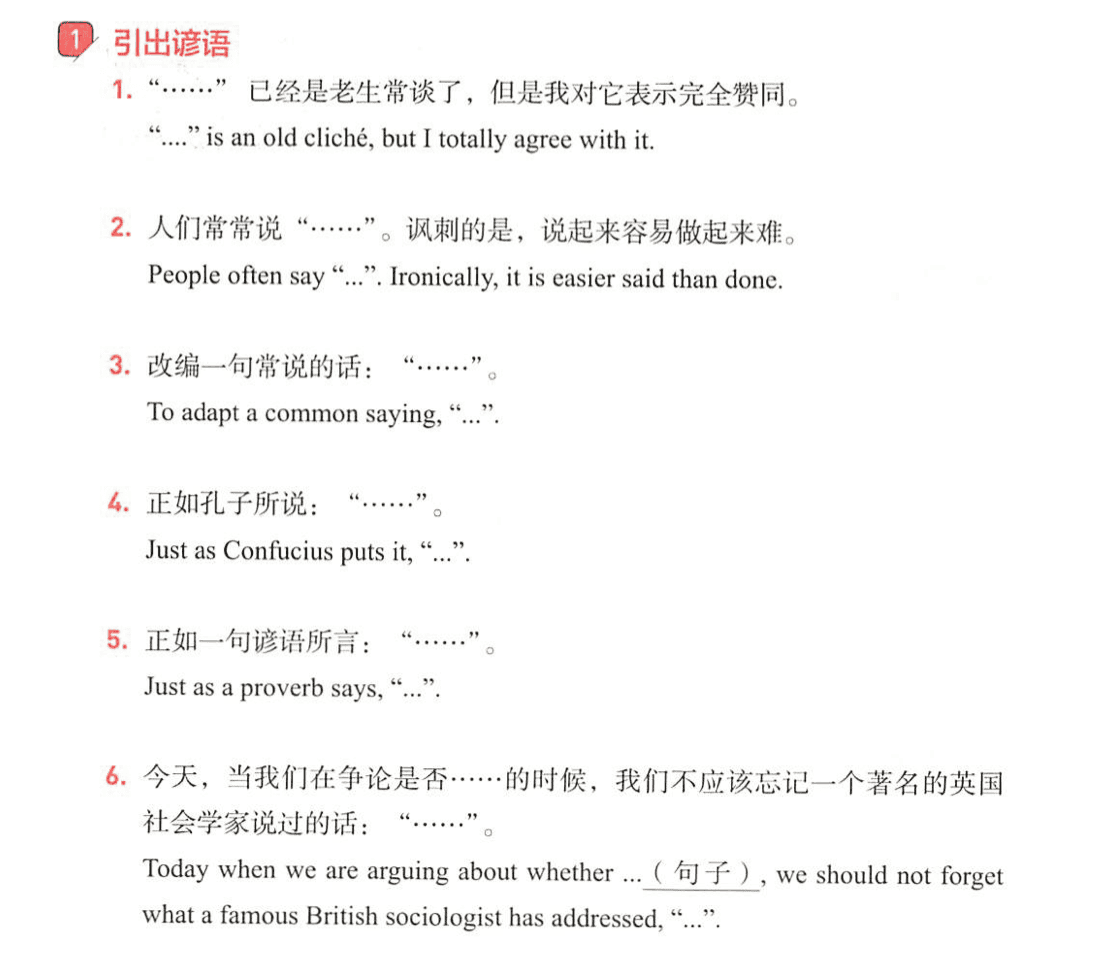 1 引出谚语
1. “……” 已经是老生常谈了，但是我对它表示完全赞同。
“....” is an old cliché, but I totally agree with it.
2. 人们常常说“……”。讽刺的是，说起来容易做起来难。
People often say “...”. Ironically, it is easier said than done.
3. 改编一句常说的话：“……”。
To adapt a common saying, “...”.
4. 正如孔子所说：“……”。
Just as Confucius puts it, “...”.
5. 正如一句谚语所言：“……”。
Just as a proverb says, “...”.
6. 今天，当我们在争论是否……的时候，我们不应该忘记一个著名的英国
社会学家说过的话：“……”。
Today when we are arguing about whether ...（句子）, we should not forget
what a famous British sociologist has addressed, “...”.